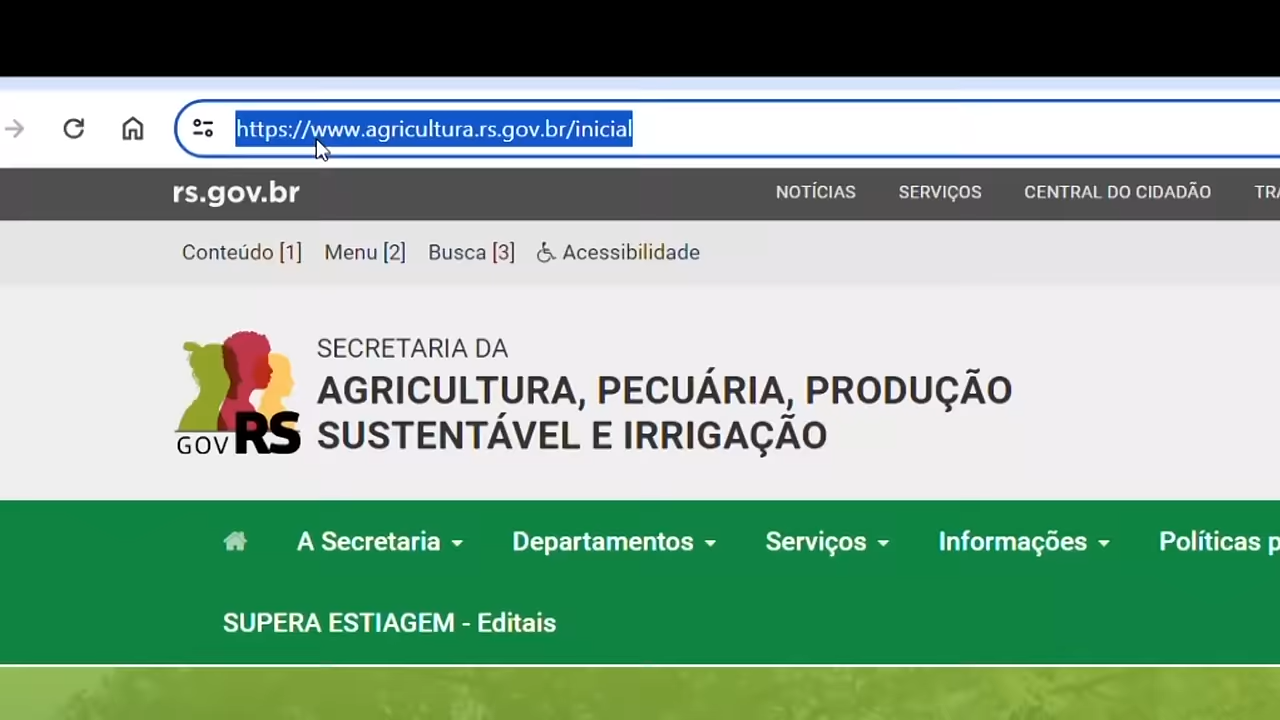 https://www.agricultura.rs.gov.br/inicial
rs.gov.br NOTÍCIAS SERVIÇOS CENTRAL DO CIDADÃO
Conteúdo [1] Menu [2] Busca [3] Acessibilidade
SECRETARIA DA
AGRICULTURA, PECUÁRIA, PRODUÇÃO
SUSTENTÁVEL E IRRIGAÇÃO
GOV RS
A Secretaria Departamentos Serviços Informações Políticas
SUPERA ESTIAGEM - Editais